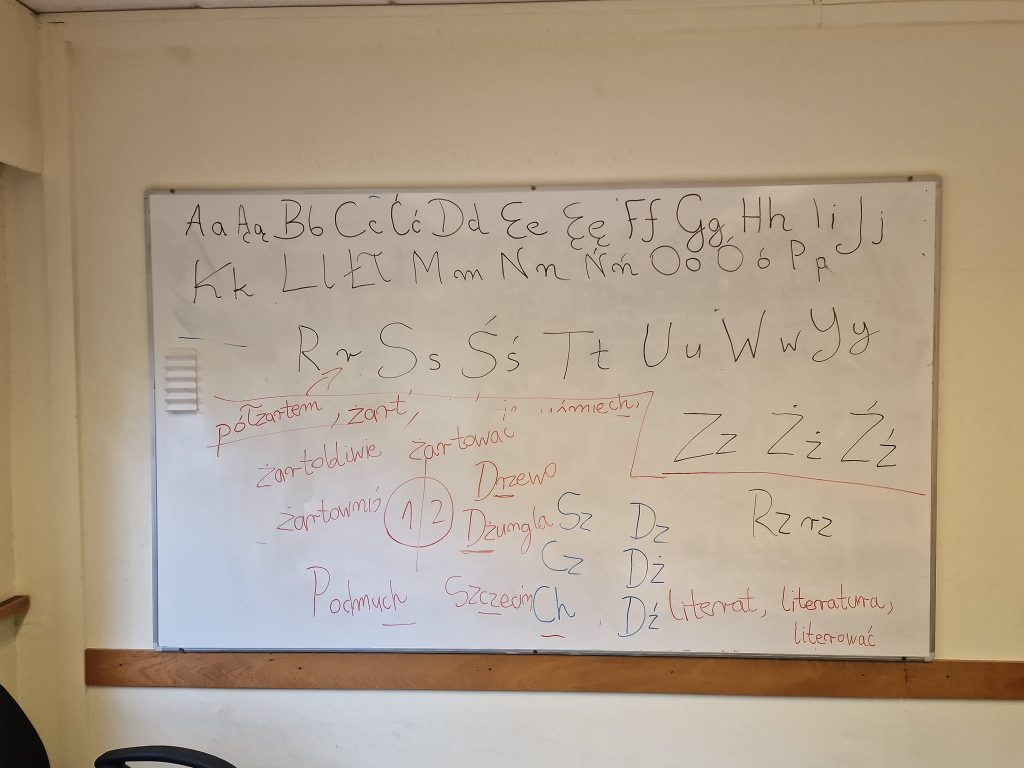 Aa Ąą Bb Cc Ćć Dd Ee Ęę Ff Gg Hh Ii Jj
Kk Ll Łł Mm Nn Ńń Oo Óó Pp
Rr Ss Śś Tt Uu Ww Yy
półżartem, żart, uśmiech,
Zz Żż Źź
żartobliwie żartować
Drzewo
żartowniś 1 2 Dżungla Sz Dz Rz rz
Cz Dż
Podmuch Szczecin Ch Dź literat, literatura,
literować